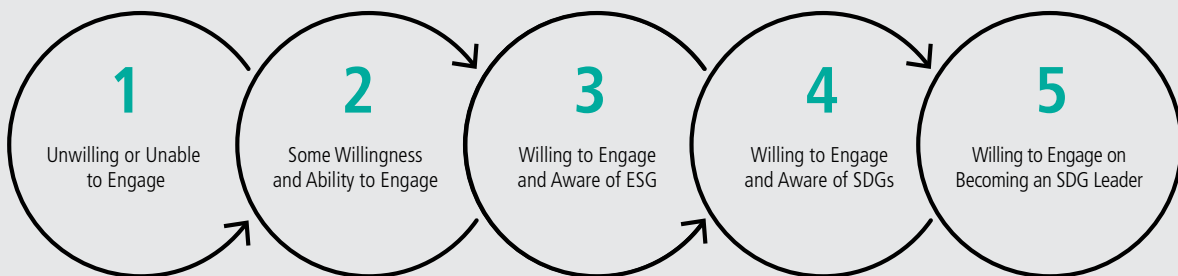 1
Unwilling or Unable
to Engage
2
Some Willingness
and Ability to Engage
3
Willing to Engage
and Aware of ESG
4
Willing to Engage
and Aware of SDGs
5
Willing to Engage on
Becoming an SDG Leader